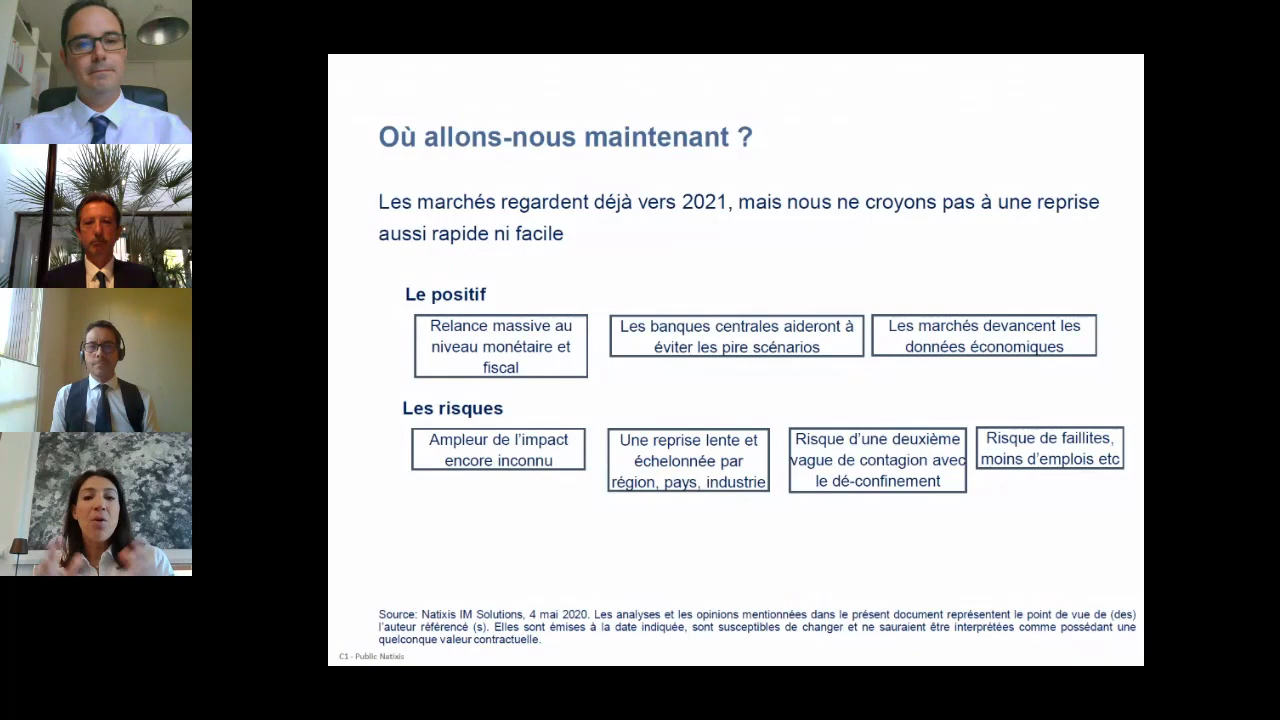 Où allons-nous maintenant ?
Les marchés regardent déjà vers 2021, mais nous ne croyons pas à une reprise
aussi rapide ni facile
Le positif
Relance massive au
niveau monétaire et
fiscal
Les banques centrales aideront à
éviter les pire scénarios
Les marchés devancent les
données économiques
Les risques
Ampleur de l'impact
encore inconnu
Une reprise lente et
échelonnée par
région, pays, industrie
Risque d'une deuxième
vague de contagion avec
le dé-confinement
Risque de faillites,
moins d'emplois etc
Source: Natixis IM Solutions, 4 mai 2020. Les analyses et les opinions mentionnées dans le présent document représentent le point de vue de (des)
l'auteur référencé (s). Elles sont émises à la date indiquée, sont susceptibles de changer et ne sauraient être interprétées comme possédant une
quelconque valeur contractuelle.
C1 - Public Natixis